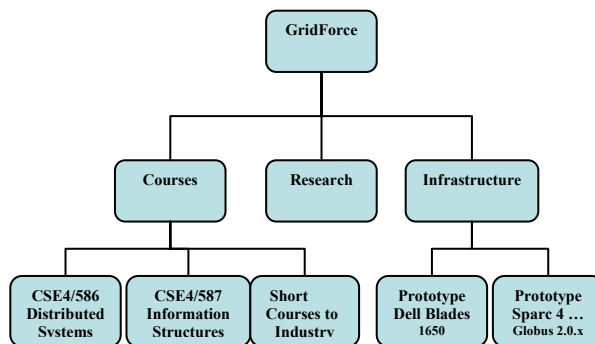 GridForce
Courses
Research
Infrastructure
CSE4/586
Distributed
Systems
CSE4/587
Information
Structures
Short
Courses to
Industry
Prototype
Dell Blades
1650
Prototype
Sparc 4 ...
Globus 2.0.x